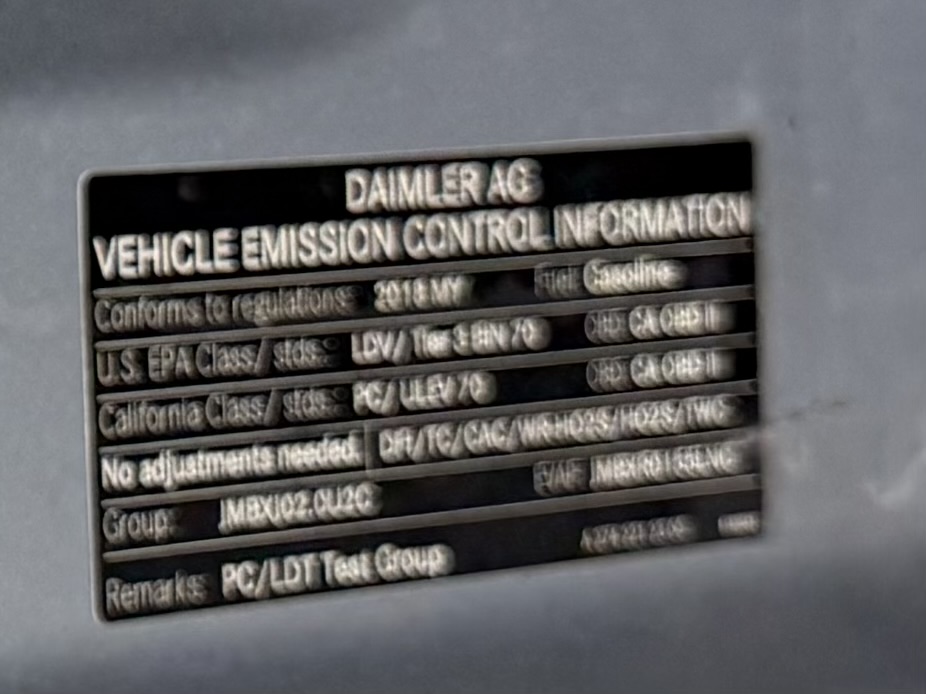 DAIMLER AG
VEHICLE EMISSION CONTROL INFORMATION
Conforms to regulations: 2018 MY Fuel: Gasoline
U.S. EPA Class/ stds.: LDV/ Tier 3 BIN 70 OBD: CA OBD II
California Class/ stds.: PC/ ULEV 70 OBD: CA OBD II
No adjustments needed. DFI/TC/CAC/WR-HO2S/HO2S/TWC
Group: JMBXJ02.0U2C
Remarks: PC/LDT Test Group